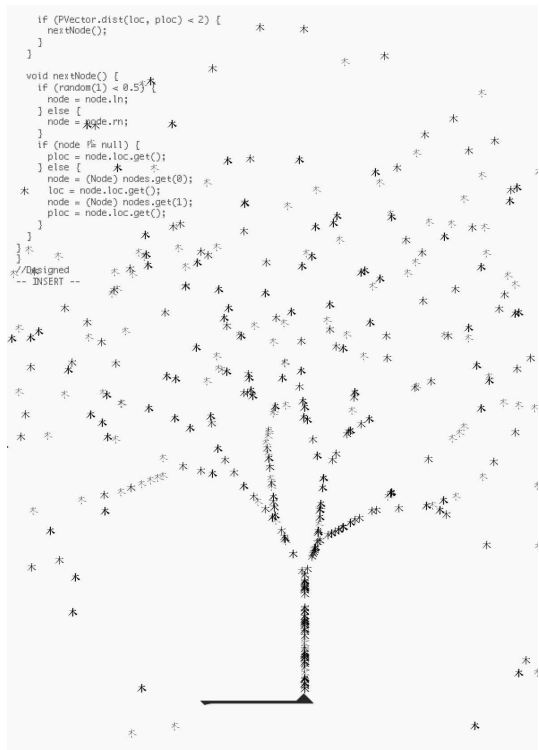 if (PVector.dist(loc, ploc) < 2) {
nextNode();
}
}
void nextNode() {
if (random(1) < 0.5) {
node = node.ln;
} else {
node = node.rn;
}
if (node != null) {
ploc = node.loc.get();
} else {
node = (Node) nodes.get(0);
loc = node.loc.get();
node = (Node) nodes.get(1);
ploc = node.loc.get();
}
}
}
}
//Designed
-- INSERT --
木